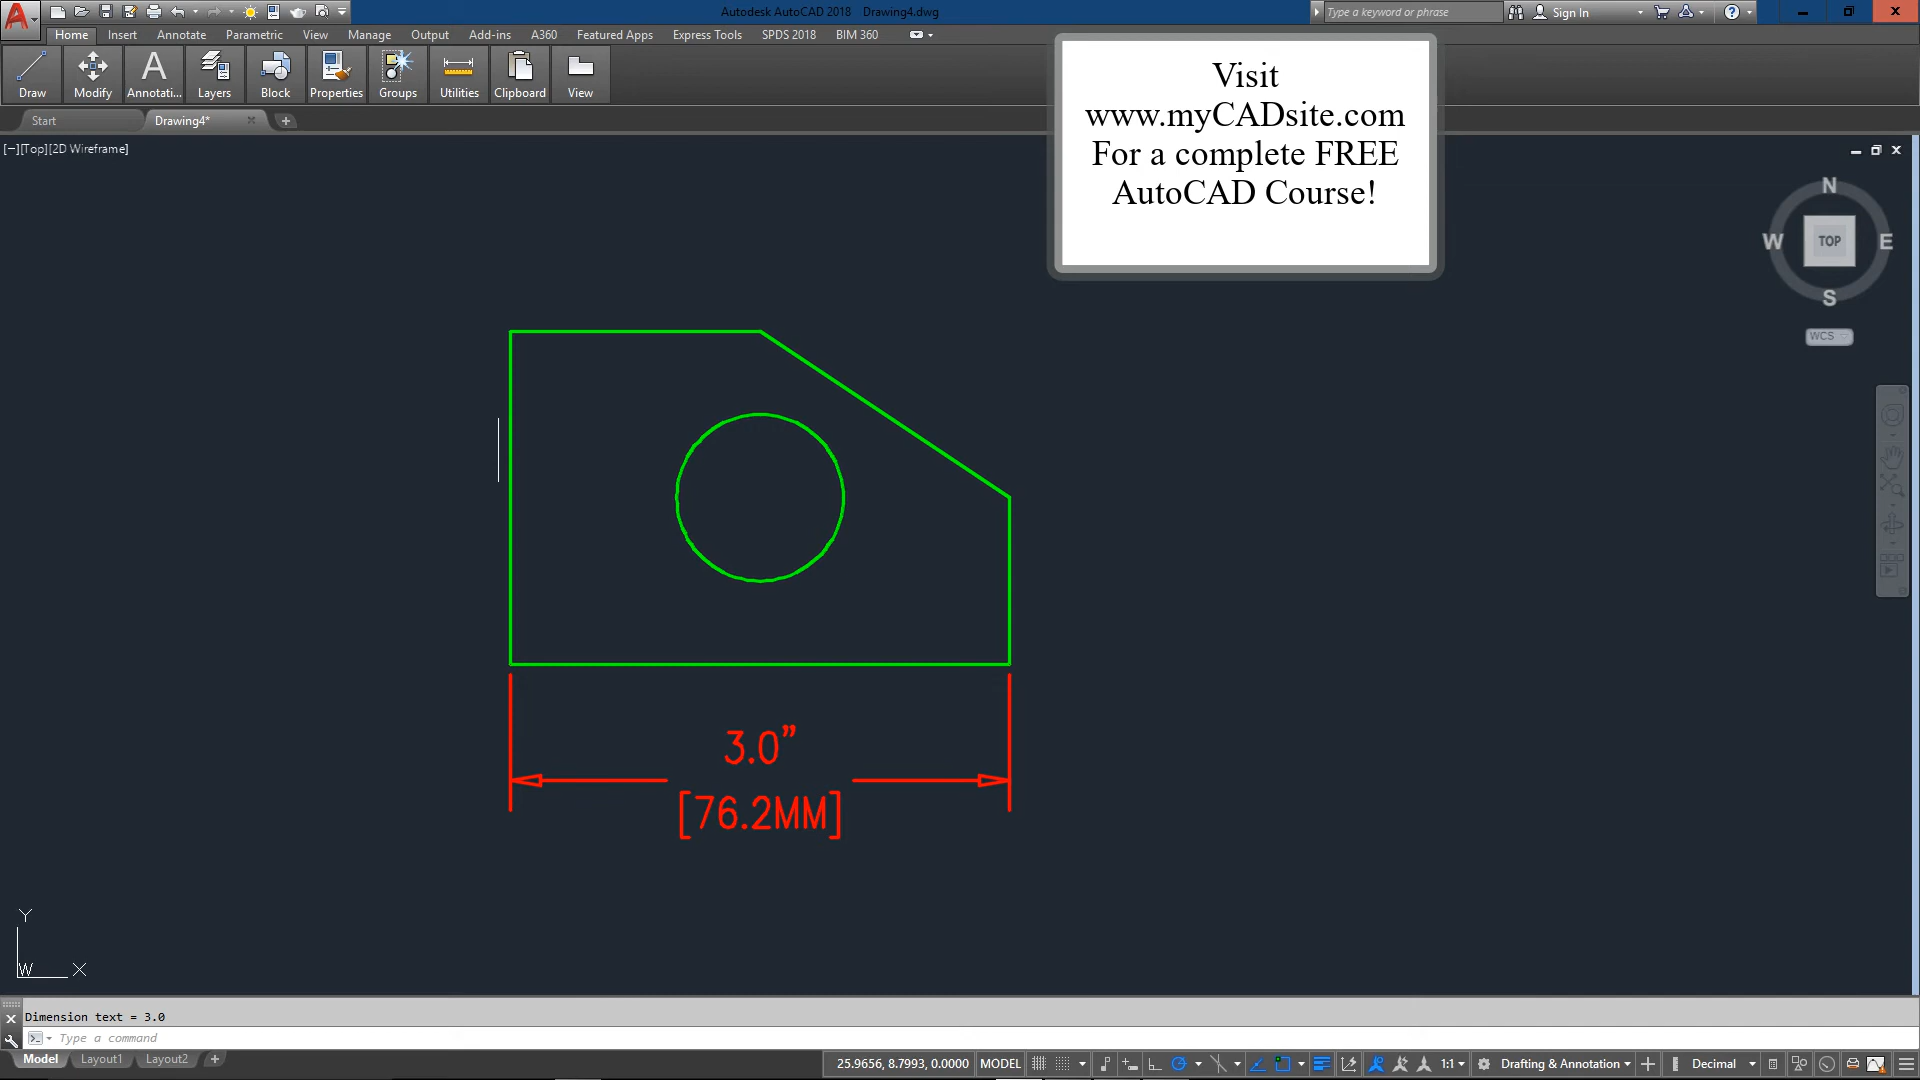 Autodesk AutoCAD 2018 Drawing4.dwg
Type a keyword or phrase
Sign In
Home Insert Annotate Parametric View Manage Output Add-ins A360 Featured Apps Express Tools SPDS 2018 BIM 360
Draw Modify Annotati... Layers Block Properties Groups Utilities Clipboard View
Start Drawing4*
[−][Top][2D Wireframe]
Visit
www.myCADsite.com
For a complete FREE
AutoCAD Course!
N
W TOP E
S
WCS
3.0”
[76.2MM]
Y
W X
Dimension text = 3.0
Type a command
Model Layout1 Layout2
25.9656, 8.7993, 0.0000 MODEL 1:1 Drafting & Annotation Decimal